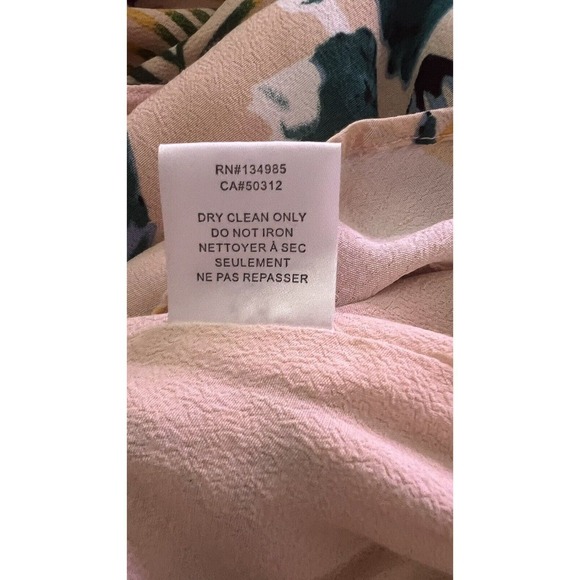 RN#134985
CA#50312
DRY CLEAN ONLY
DO NOT IRON
NETTOYER À SEC
SEULEMENT
NE PAS REPASSER